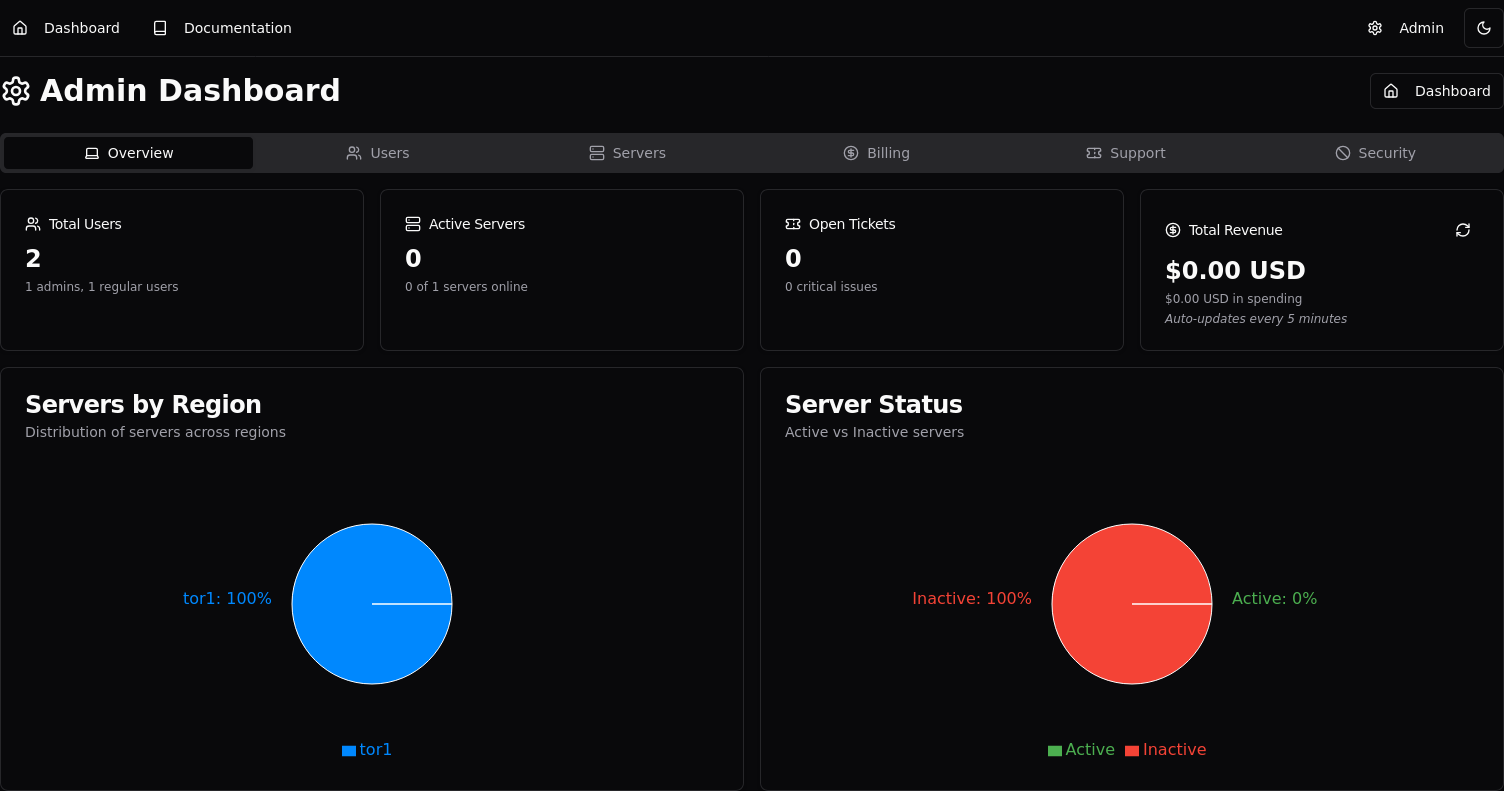 Dashboard Documentation Admin
Admin Dashboard Dashboard
Overview Users Servers Billing Support Security
Total Users
2
1 admins, 1 regular users
Active Servers
0
0 of 1 servers online
Open Tickets
0
0 critical issues
Total Revenue
$0.00 USD
$0.00 USD in spending
Auto-updates every 5 minutes
Servers by Region
Distribution of servers across regions
tor1: 100%
tor1
Server Status
Active vs Inactive servers
Inactive: 100% Active: 0%
Active Inactive